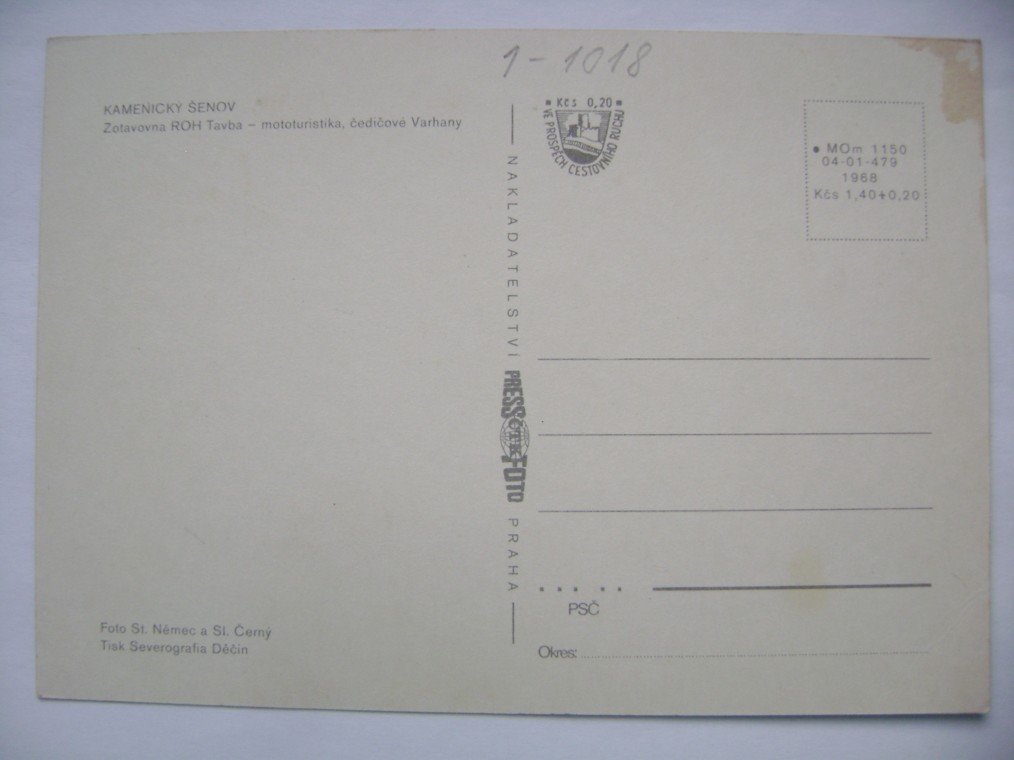 1-1018
KAMENICKÝ ŠENOV
Zotavovna ROH Tavba – mototuristika, čedičové Varhany
Kčs 0,20
VE PROSPĚCH CESTOVNÍHO RUCHU
MOm 1150
04-01-479
1968
Kčs 1,40+0,20
NAKLADATELSTVÍ PRESSFOTO PRAHA
ČTK
PSČ
Okres:
Foto St. Němec a Sl. Černý
Tisk Severografia Děčín